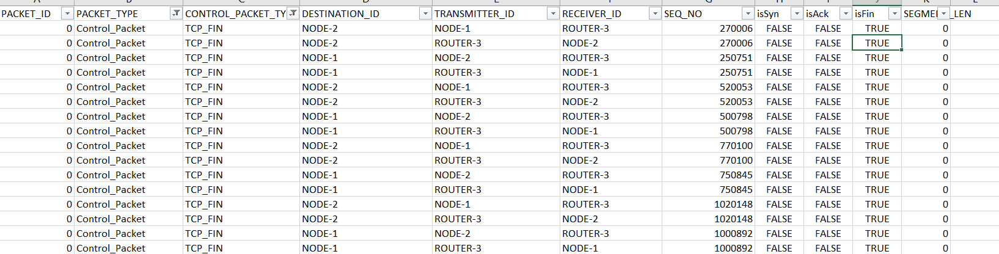 PACKET_ID PACKET_TYPE CONTROL_PACKET_TY DESTINATION_ID TRANSMITTER_ID RECEIVER_ID SEQ_NO isSyn isAck isFin SEGME _LEN
0 Control_Packet TCP_FIN NODE-2 NODE-1 ROUTER-3 270006 FALSE FALSE TRUE 0
0 Control_Packet TCP_FIN NODE-2 ROUTER-3 NODE-2 270006 FALSE FALSE TRUE 0
0 Control_Packet TCP_FIN NODE-1 NODE-2 ROUTER-3 250751 FALSE FALSE TRUE 0
0 Control_Packet TCP_FIN NODE-1 ROUTER-3 NODE-1 250751 FALSE FALSE TRUE 0
0 Control_Packet TCP_FIN NODE-2 NODE-1 ROUTER-3 520053 FALSE FALSE TRUE 0
0 Control_Packet TCP_FIN NODE-2 ROUTER-3 NODE-2 520053 FALSE FALSE TRUE 0
0 Control_Packet TCP_FIN NODE-1 NODE-2 ROUTER-3 500798 FALSE FALSE TRUE 0
0 Control_Packet TCP_FIN NODE-1 ROUTER-3 NODE-1 500798 FALSE FALSE TRUE 0
0 Control_Packet TCP_FIN NODE-2 NODE-1 ROUTER-3 770100 FALSE FALSE TRUE 0
0 Control_Packet TCP_FIN NODE-2 ROUTER-3 NODE-2 770100 FALSE FALSE TRUE 0
0 Control_Packet TCP_FIN NODE-1 NODE-2 ROUTER-3 750845 FALSE FALSE TRUE 0
0 Control_Packet TCP_FIN NODE-1 ROUTER-3 NODE-1 750845 FALSE FALSE TRUE 0
0 Control_Packet TCP_FIN NODE-2 NODE-1 ROUTER-3 1020148 FALSE FALSE TRUE 0
0 Control_Packet TCP_FIN NODE-2 ROUTER-3 NODE-2 1020148 FALSE FALSE TRUE 0
0 Control_Packet TCP_FIN NODE-1 NODE-2 ROUTER-3 1000892 FALSE FALSE TRUE 0
0 Control_Packet TCP_FIN NODE-1 ROUTER-3 NODE-1 1000892 FALSE FALSE TRUE 0